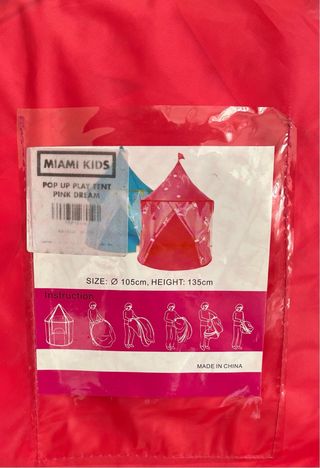 MIAMI KIDS
POP UP PLAY TENT
PINK DREAM
SIZE: Ø 105cm, HEIGHT: 135cm
Instruction
MADE IN CHINA